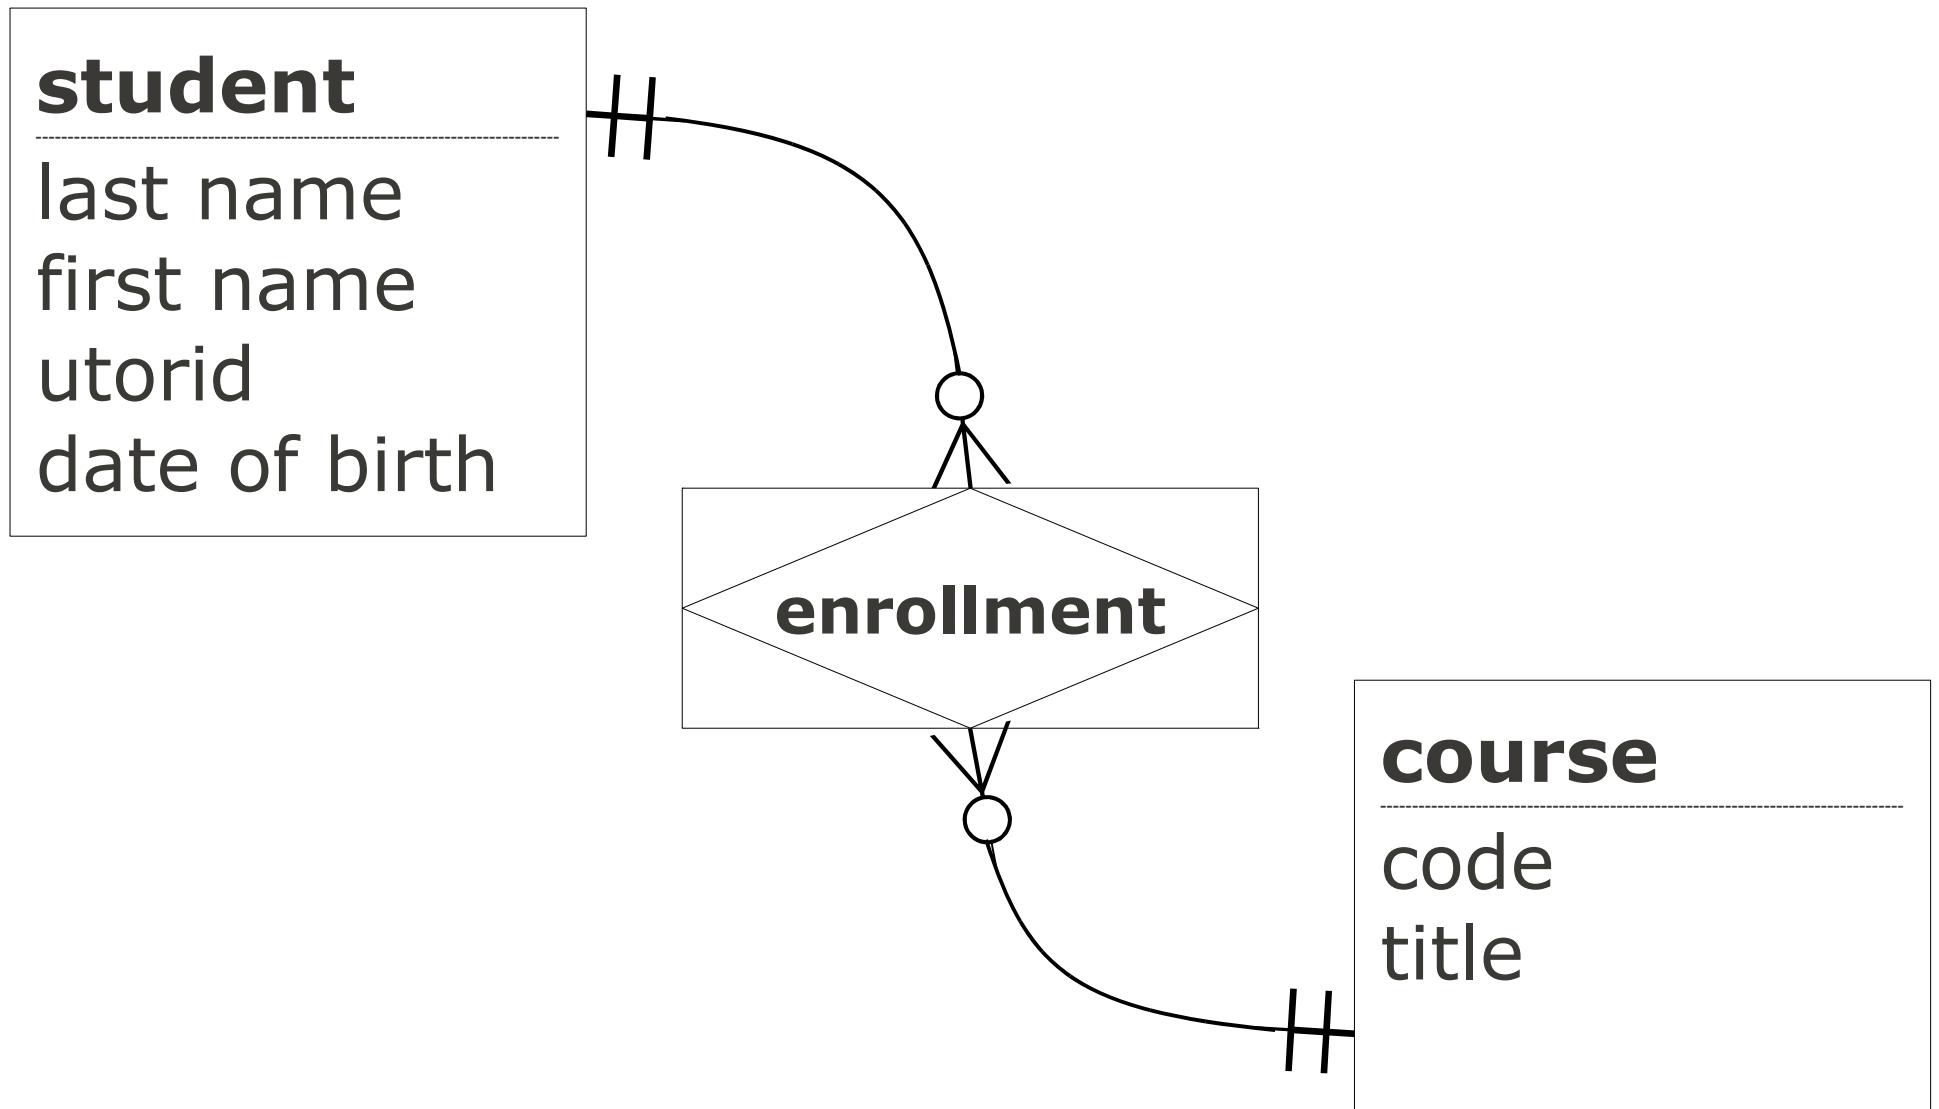 student
last name
first name
utorid
date of birth
enrollment
course
code
title